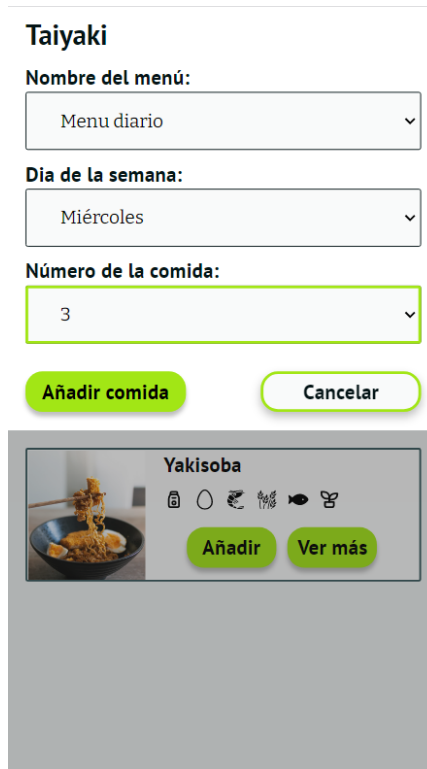 Taiyaki
Nombre del menú:
Menu diario
Dia de la semana:
Miércoles
Número de la comida:
3
Añadir comida
Cancelar
Yakisoba
Añadir
Ver más